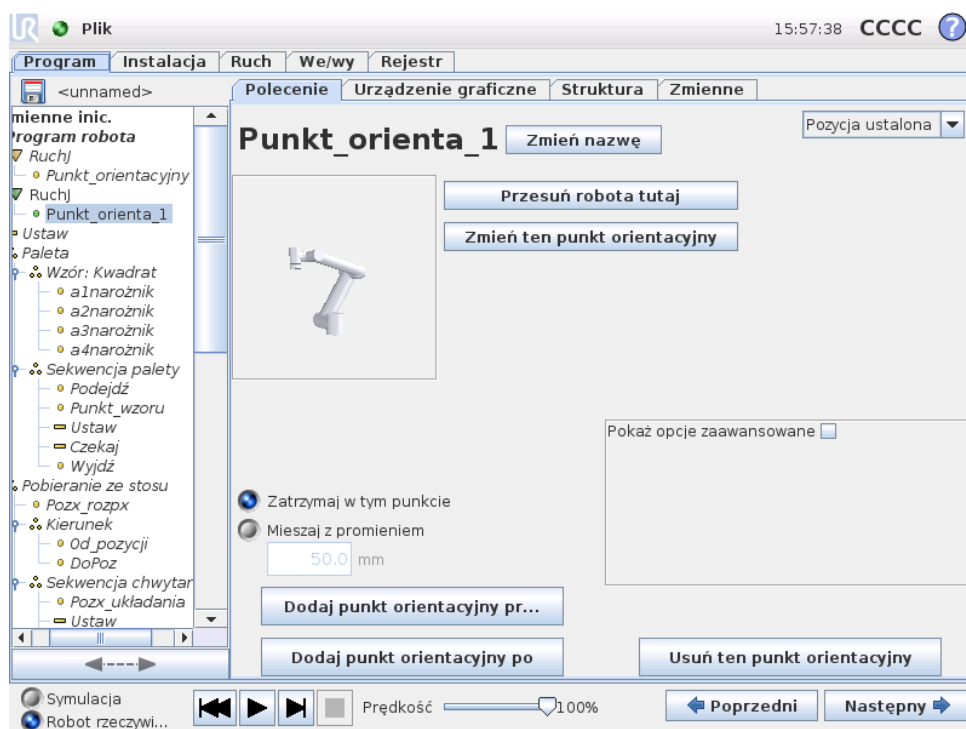 UR Plik 15:57:38 CCCC ?
Program Instalacja Ruch We/wy Rejestr
<unnamed>
Polecenie Urządzenie graficzne Struktura Zmienne
mienne inic.
Program robota
RuchJ
Punkt_orientacyjny
RuchJ
Punkt_orienta_1
Ustaw
Paleta
Wzór: Kwadrat
a1narożnik
a2narożnik
a3narożnik
a4narożnik
Sekwencja palety
Podejdź
Punkt_wzoru
Ustaw
Czekaj
Wyjdź
Pobieranie ze stosu
Pozx_rozpx
Kierunek
Od_pozycji
DoPoz
Sekwencja chwytar
Pozx_układania
Ustaw
Punkt_orienta_1 Zmień nazwę
Pozycja ustalona
Przesuń robota tutaj
Zmień ten punkt orientacyjny
Pokaż opcje zaawansowane
Zatrzymaj w tym punkcie
Mieszaj z promieniem
50.0 mm
Dodaj punkt orientacyjny pr...
Dodaj punkt orientacyjny po
Usuń ten punkt orientacyjny
Symulacja
Robot rzeczywi...
Prędkość 100%
Poprzedni Następny